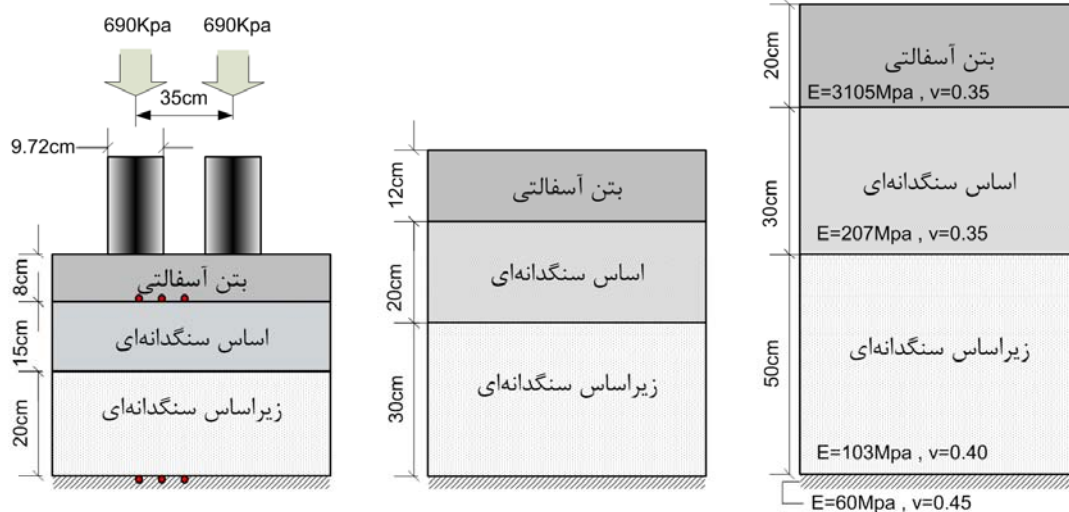 690Kpa
690Kpa
35cm
9.72cm
8cm
بتن آسفالتی
15cm
اساس سنگدانه‌ای
20cm
زیراساس سنگدانه‌ای
12cm
بتن آسفالتی
20cm
اساس سنگدانه‌ای
30cm
زیراساس سنگدانه‌ای
20cm
بتن آسفالتی
E=3105Mpa , v=0.35
30cm
اساس سنگدانه‌ای
E=207Mpa , v=0.35
50cm
زیراساس سنگدانه‌ای
E=103Mpa , v=0.40
E=60Mpa , v=0.45